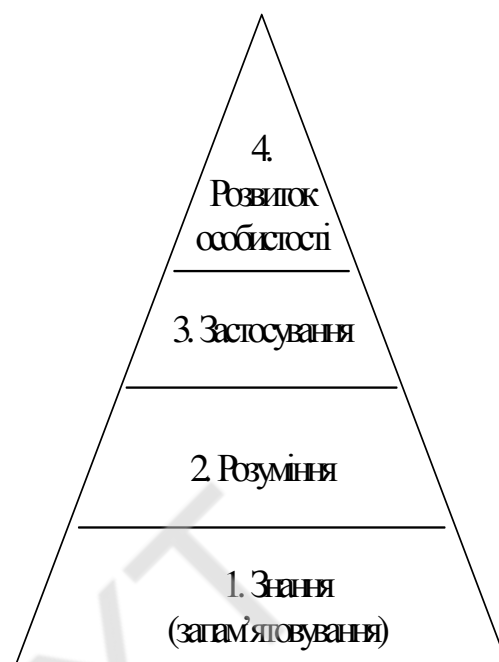 4.
Розвиток
особистості
3. Застосування
2. Розуміння
1. Знання
(запам’ятовування)